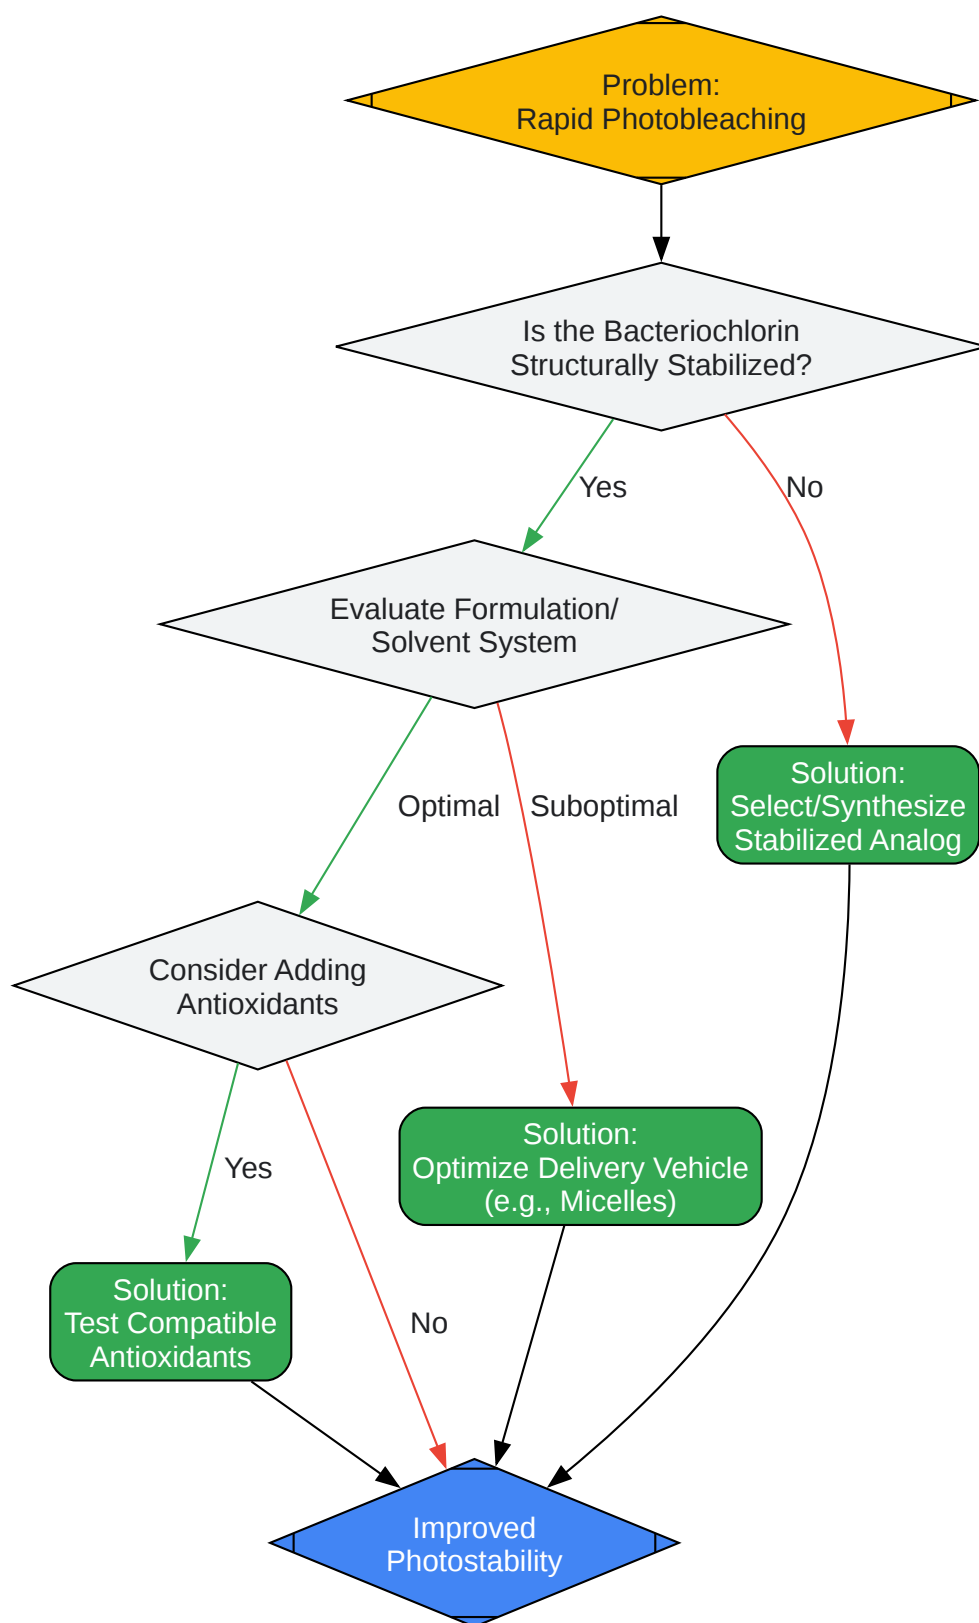 Problem:
Rapid Photobleaching
Is the Bacteriochlorin
Structurally Stabilized?
Yes
No
Evaluate Formulation/
Solvent System
Optimal
Suboptimal
Solution:
Select/Synthesize
Stabilized Analog
Consider Adding
Antioxidants
Solution:
Optimize Delivery Vehicle
(e.g., Micelles)
Yes
Solution:
Test Compatible
Antioxidants
No
Improved
Photostability